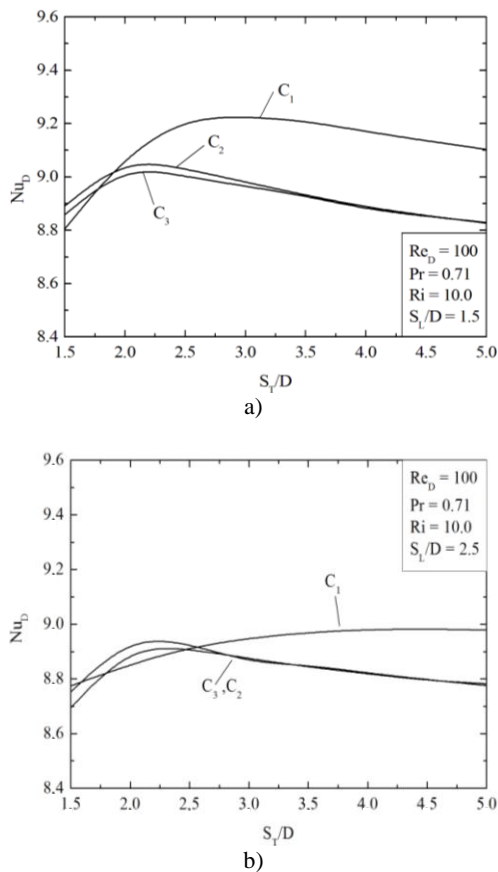 9.6
9.4
9.2
9.0
8.8
8.6
8.4
Nu_D
C_1
C_2
C_3
Re_D = 100
Pr = 0.71
Ri = 10.0
S_L/D = 1.5
1.5 2.0 2.5 3.0 3.5 4.0 4.5 5.0
S_T/D
a)
9.6
9.4
9.2
9.0
8.8
8.6
8.4
Nu_D
Re_D = 100
Pr = 0.71
Ri = 10.0
S_L/D = 2.5
C_1
C_3 ,C_2
1.5 2.0 2.5 3.0 3.5 4.0 4.5 5.0
S_T/D
b)